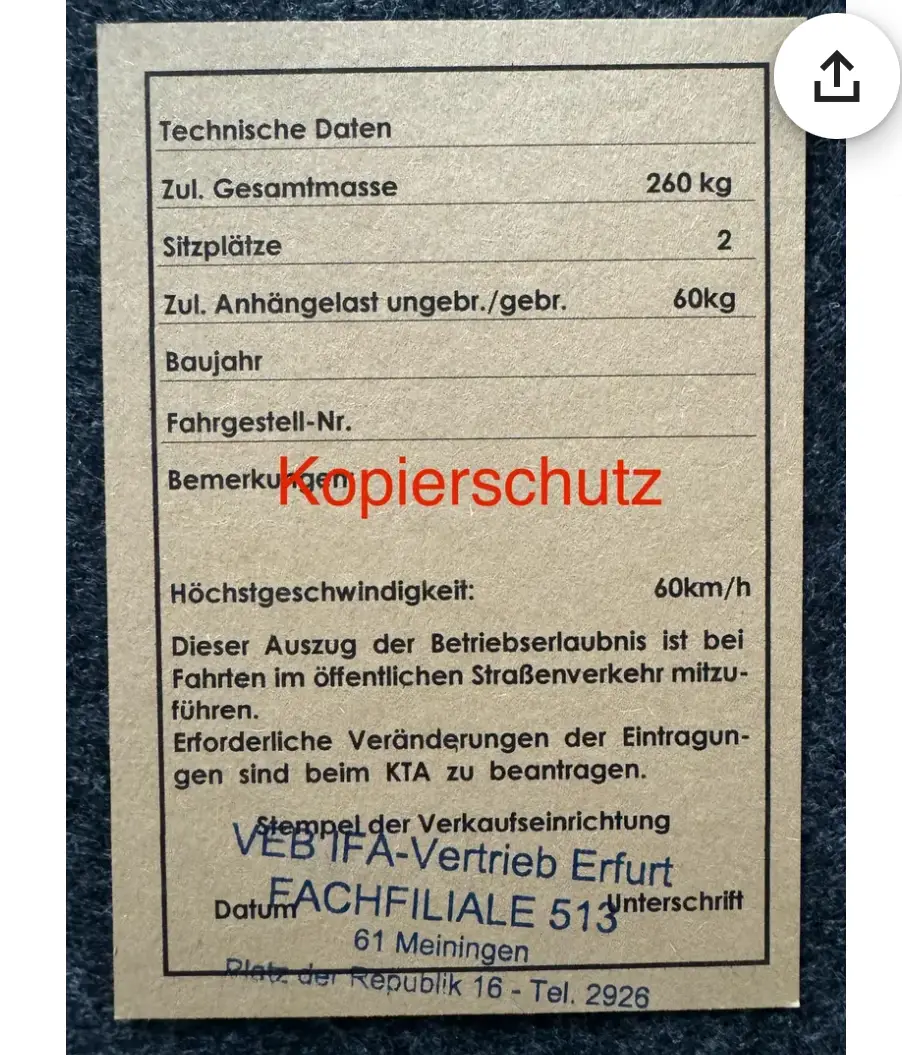 Technische Daten
Zul. Gesamtmasse 260 kg
Sitzplätze 2
Zul. Anhängelast ungebr./gebr. 60kg
Baujahr
Fahrgestell-Nr.
Bemerkungen
Kopierschutz
Höchstgeschwindigkeit: 60km/h
Dieser Auszug der Betriebserlaubnis ist bei
Fahrten im öffentlichen Straßenverkehr mitzu-
führen.
Erforderliche Veränderungen der Eintragun-
gen sind beim KTA zu beantragen.
Stempel der Verkaufseinrichtung
VEB IFA-Vertrieb Erfurt
FACHFILIALE 513
Datum Unterschrift
61 Meiningen
Platz der Republik 16 - Tel. 2926